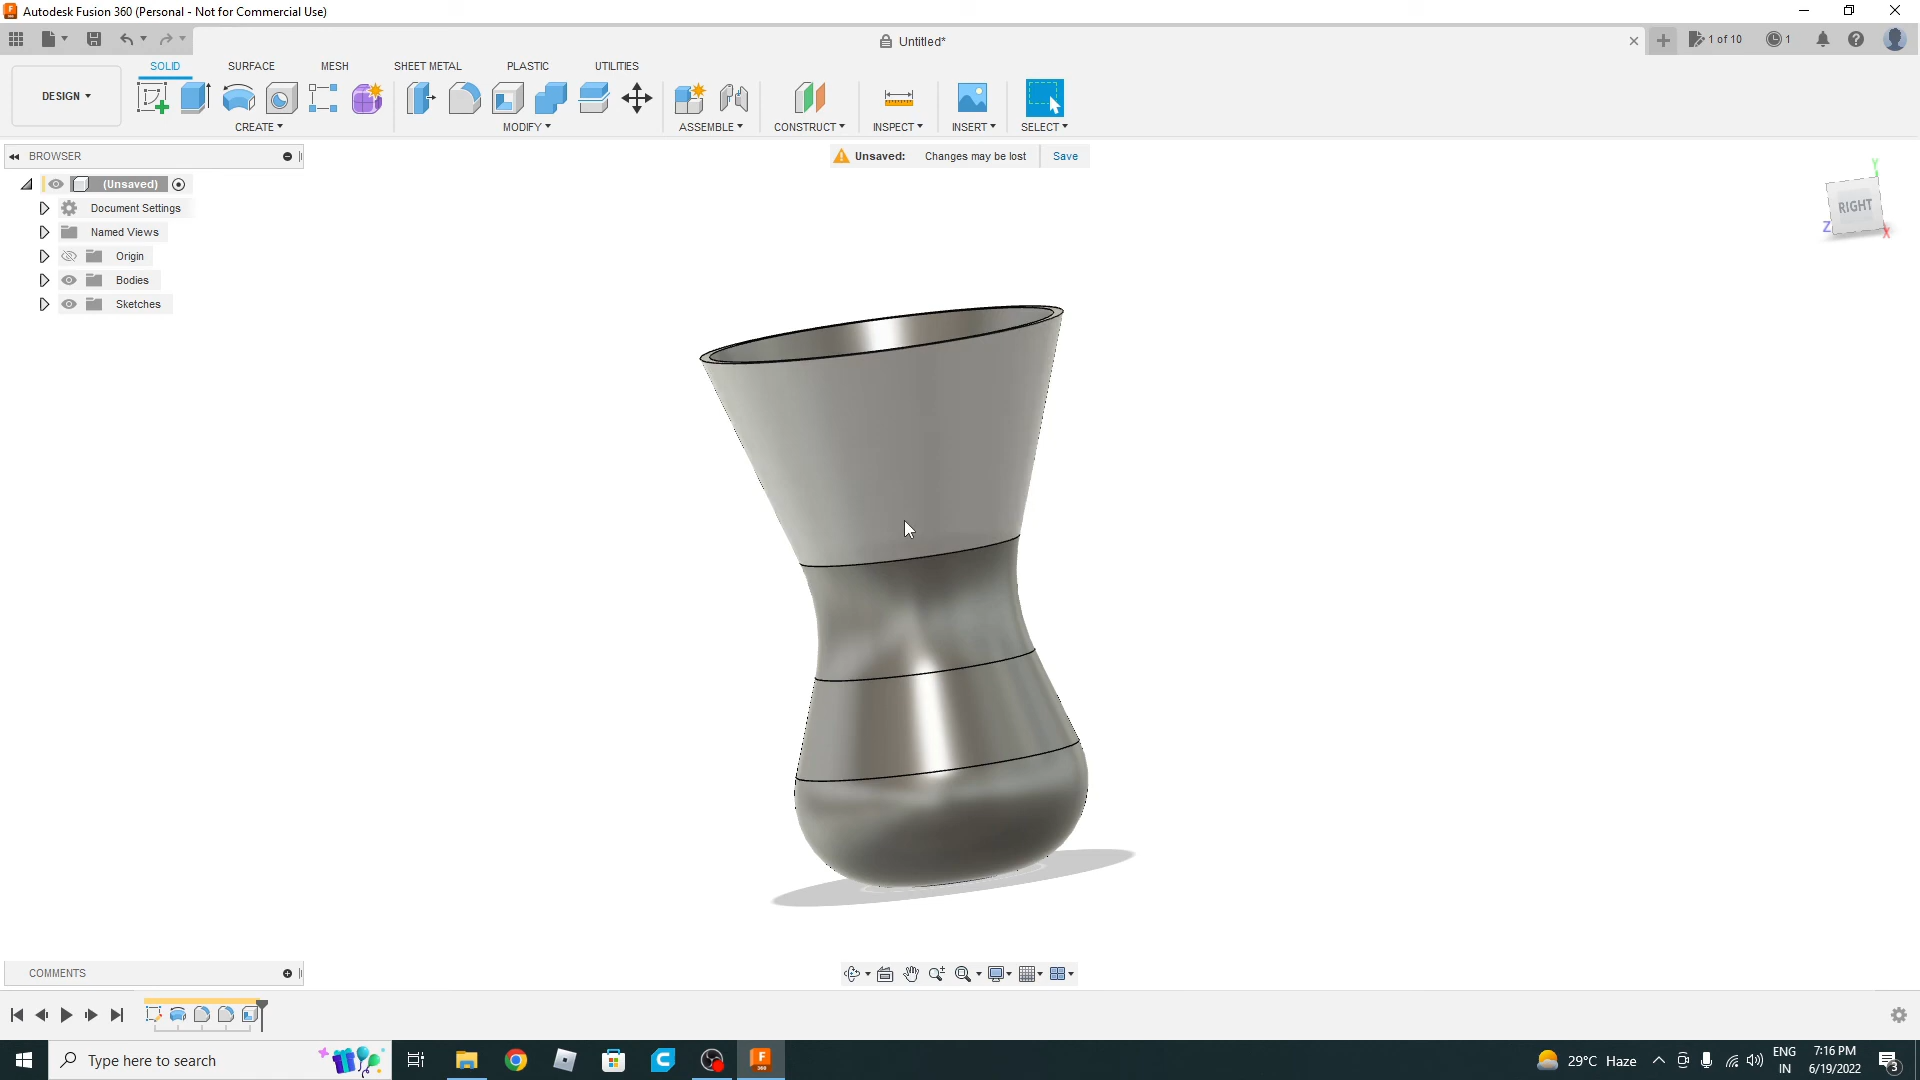 Autodesk Fusion 360 (Personal - Not for Commercial Use)
Untitled*
1 of 10
1
SOLID
SURFACE
MESH
SHEET METAL
PLASTIC
UTILITIES
DESIGN
CREATE
MODIFY
ASSEMBLE
CONSTRUCT
INSPECT
INSERT
SELECT
BROWSER
Unsaved: Changes may be lost
Save
(Unsaved)
Document Settings
Named Views
Origin
Bodies
Sketches
Y
RIGHT
Z
X
COMMENTS
Type here to search
F
360
29°C Haze
ENG
IN
7:16 PM
6/19/2022
3